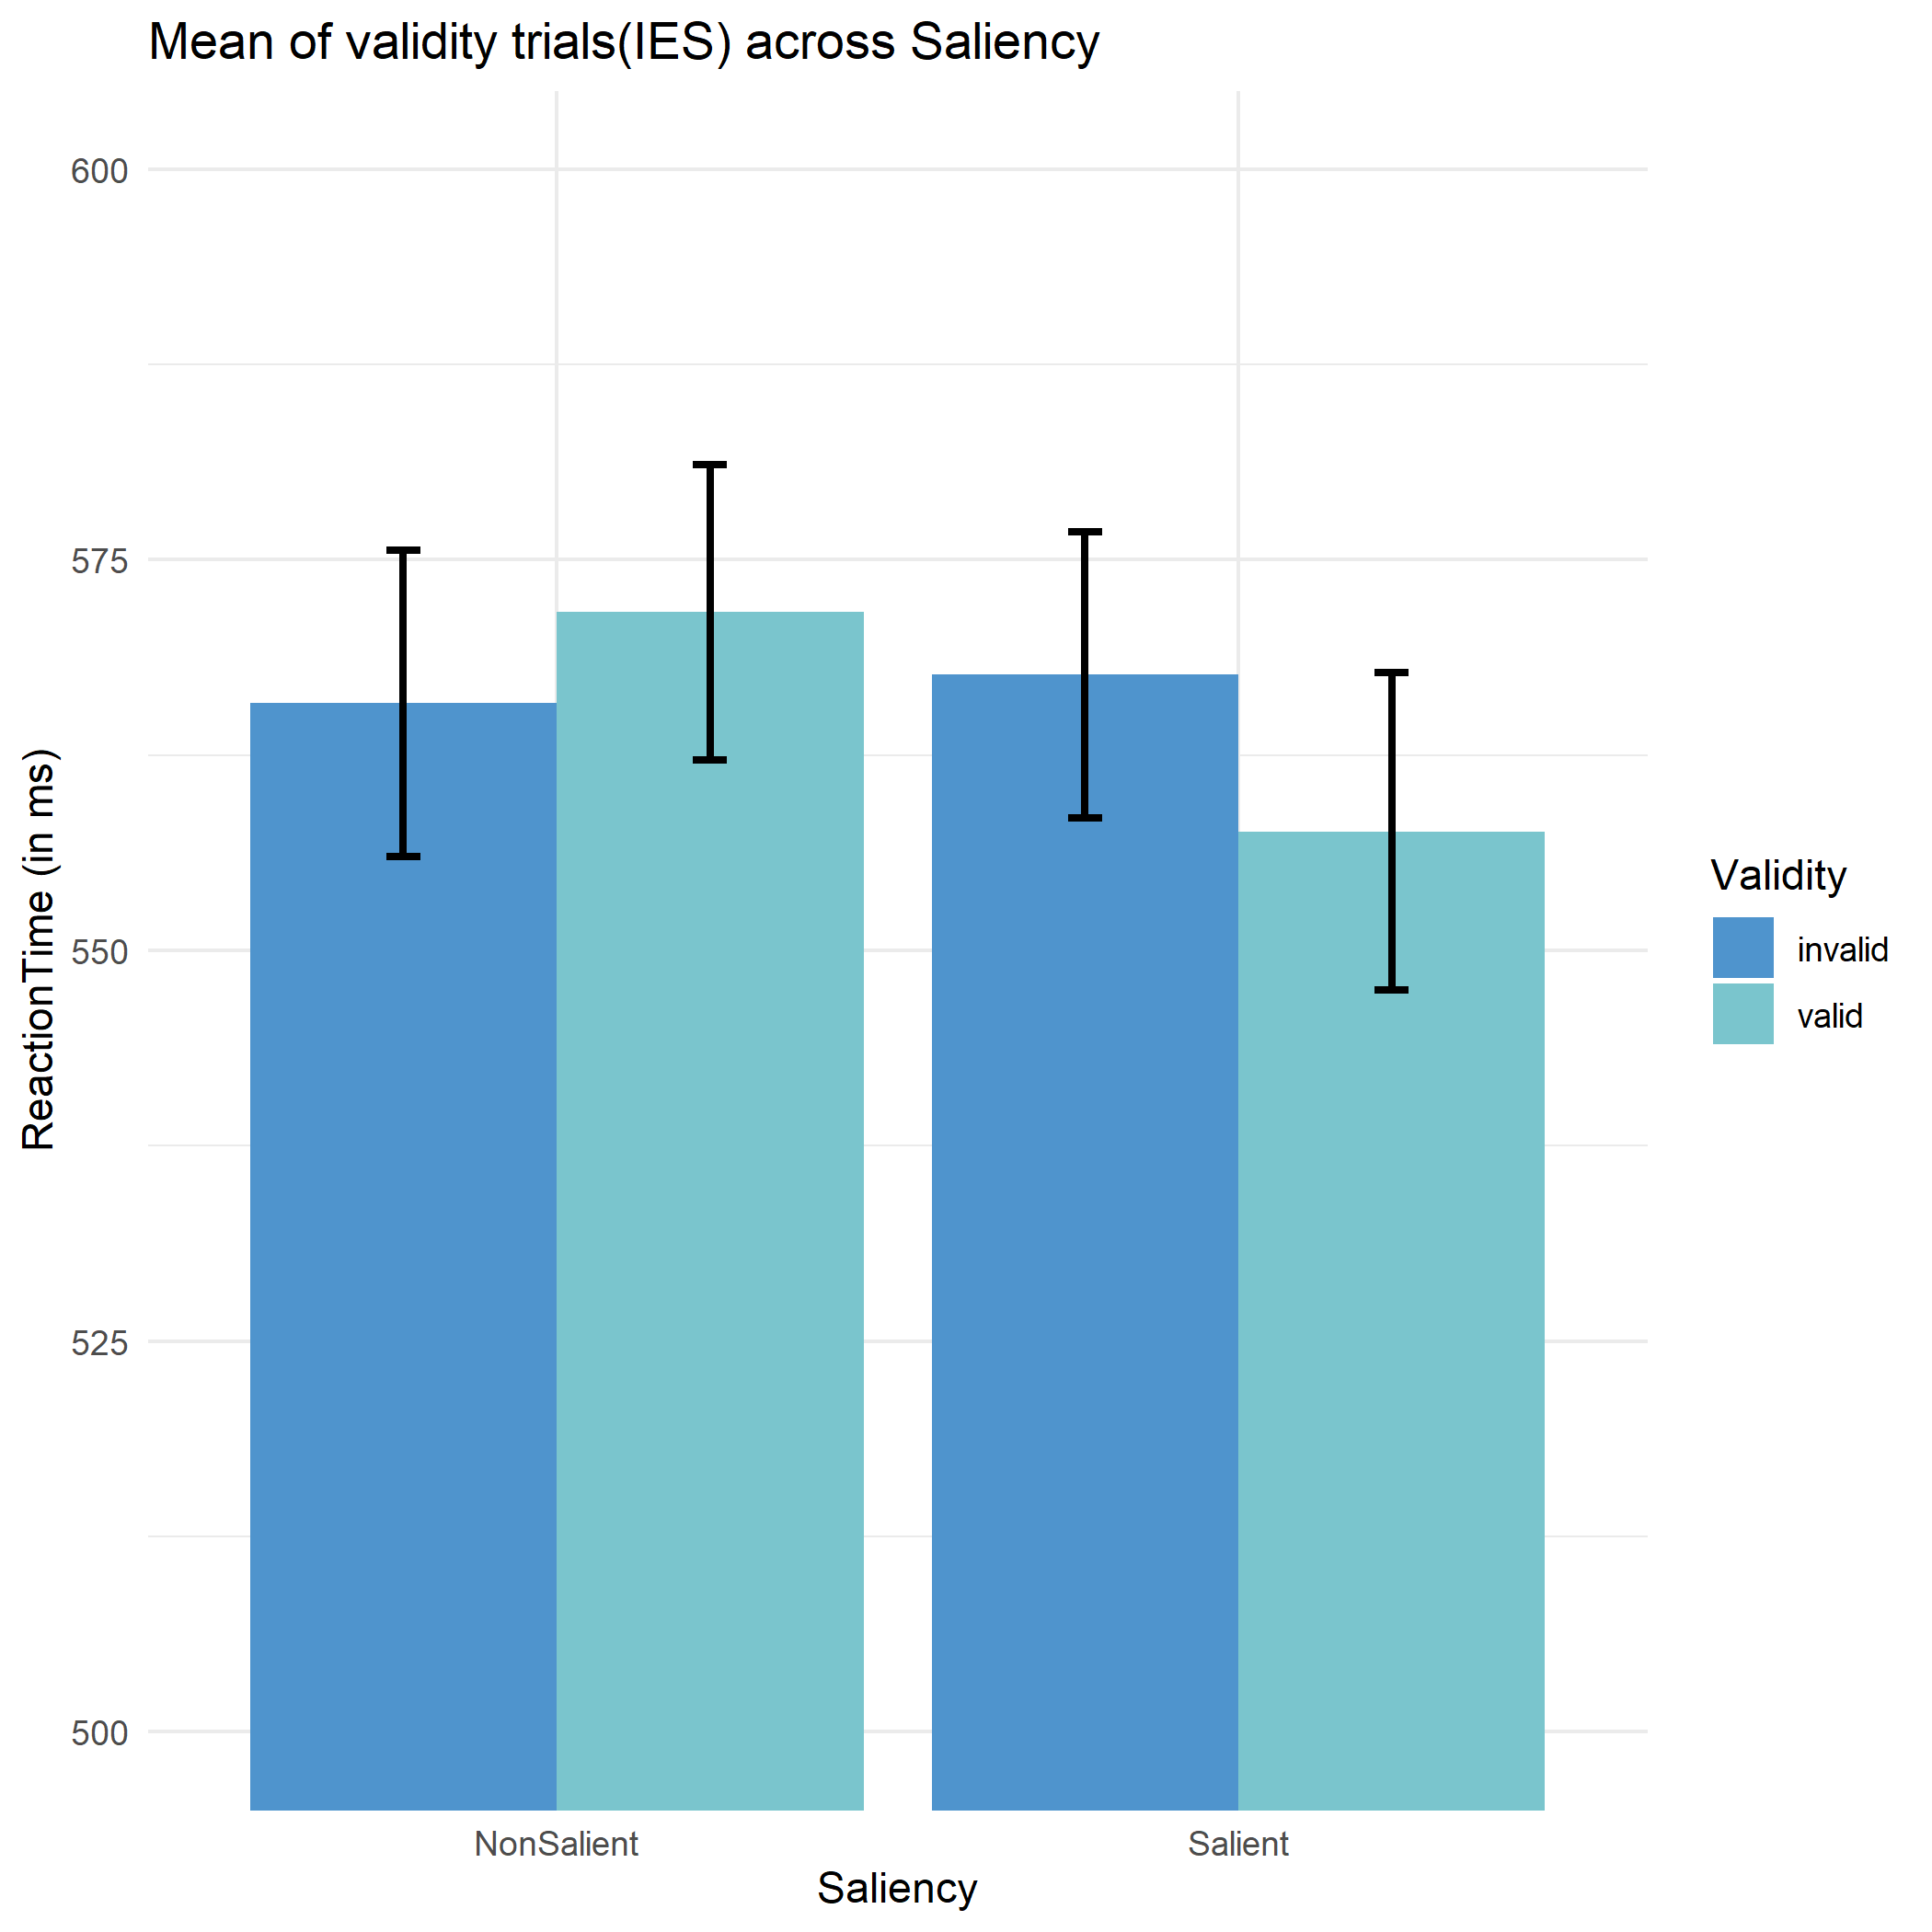 Mean of validity trials(IES) across Saliency
600
575
550
525
500
ReactionTime (in ms)
NonSalient
Salient
Saliency
Validity
invalid
valid